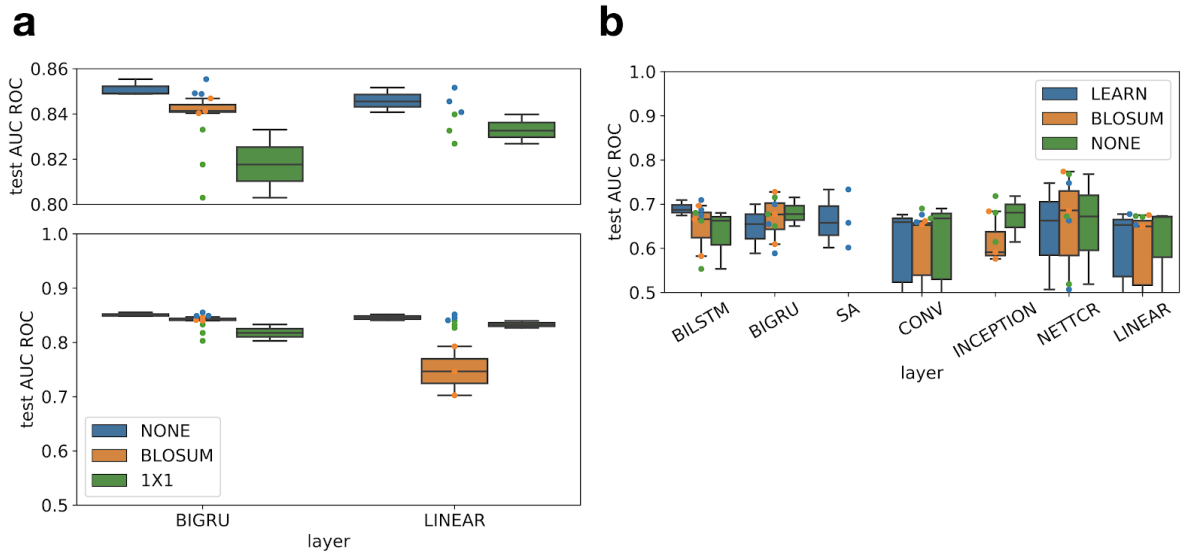 a
0.86
0.84
0.82
0.80
test AUC ROC
1.0
0.9
0.8
0.7
0.6
0.5
test AUC ROC
NONE
BLOSUM
1X1
BIGRU
LINEAR
layer
b
1.0
0.9
0.8
0.7
0.6
0.5
test AUC ROC
LEARN
BLOSUM
NONE
BILSTM
BIGRU
SA
CONV
INCEPTION
NETTCR
LINEAR
layer